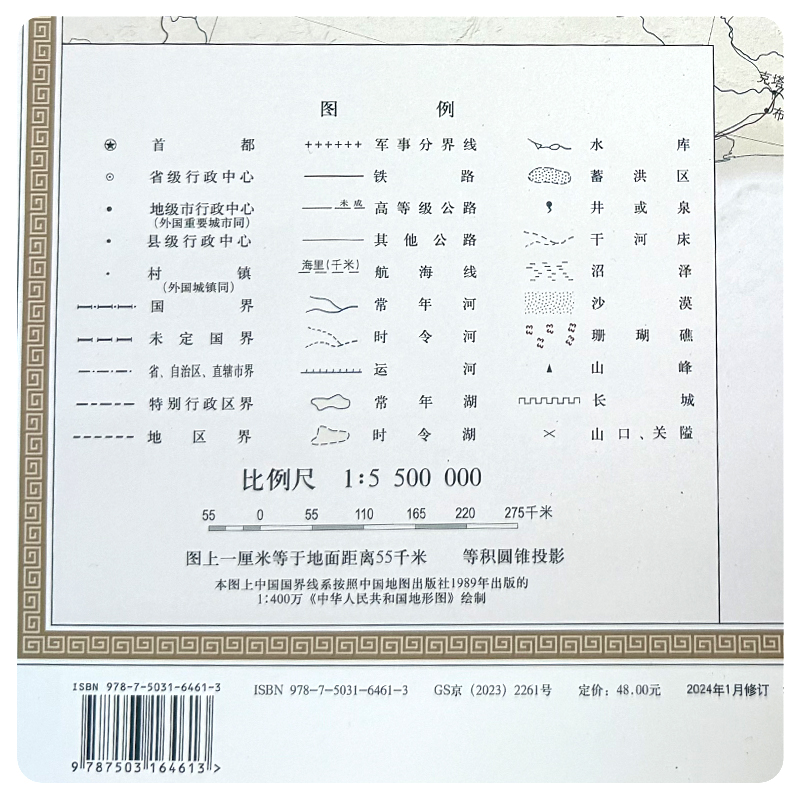 克塔
布
图 例
首 都
省级行政中心
地级市行政中心
(外国重要城市同)
县级行政中心
村 镇
(外国城镇同)
国 界
未定国界
省、自治区、直辖市界
特别行政区界
地 区 界
军事分界线
铁 路
未成
高等级公路
其他公路
海里(千米)
航 海 线
常 年 河
时 令 河
运 河
常 年 湖
时 令 湖
水 库
蓄 洪 区
井 或 泉
干 河 床
沼 泽
沙 漠
珊 瑚 礁
山 峰
长 城
山口、关隘
比例尺 1:5 500 000
55 0 55 110 165 220 275千米
图上一厘米等于地面距离55千米 等积圆锥投影
本图上中国国界线系按照中国地图出版社1989年出版的
1:400万《中华人民共和国地形图》绘制
ISBN 978-7-5031-6461-3
9 787503 164613 >
ISBN 978-7-5031-6461-3 GS京（2023）2261号 定价：48.00元 2024年1月修订